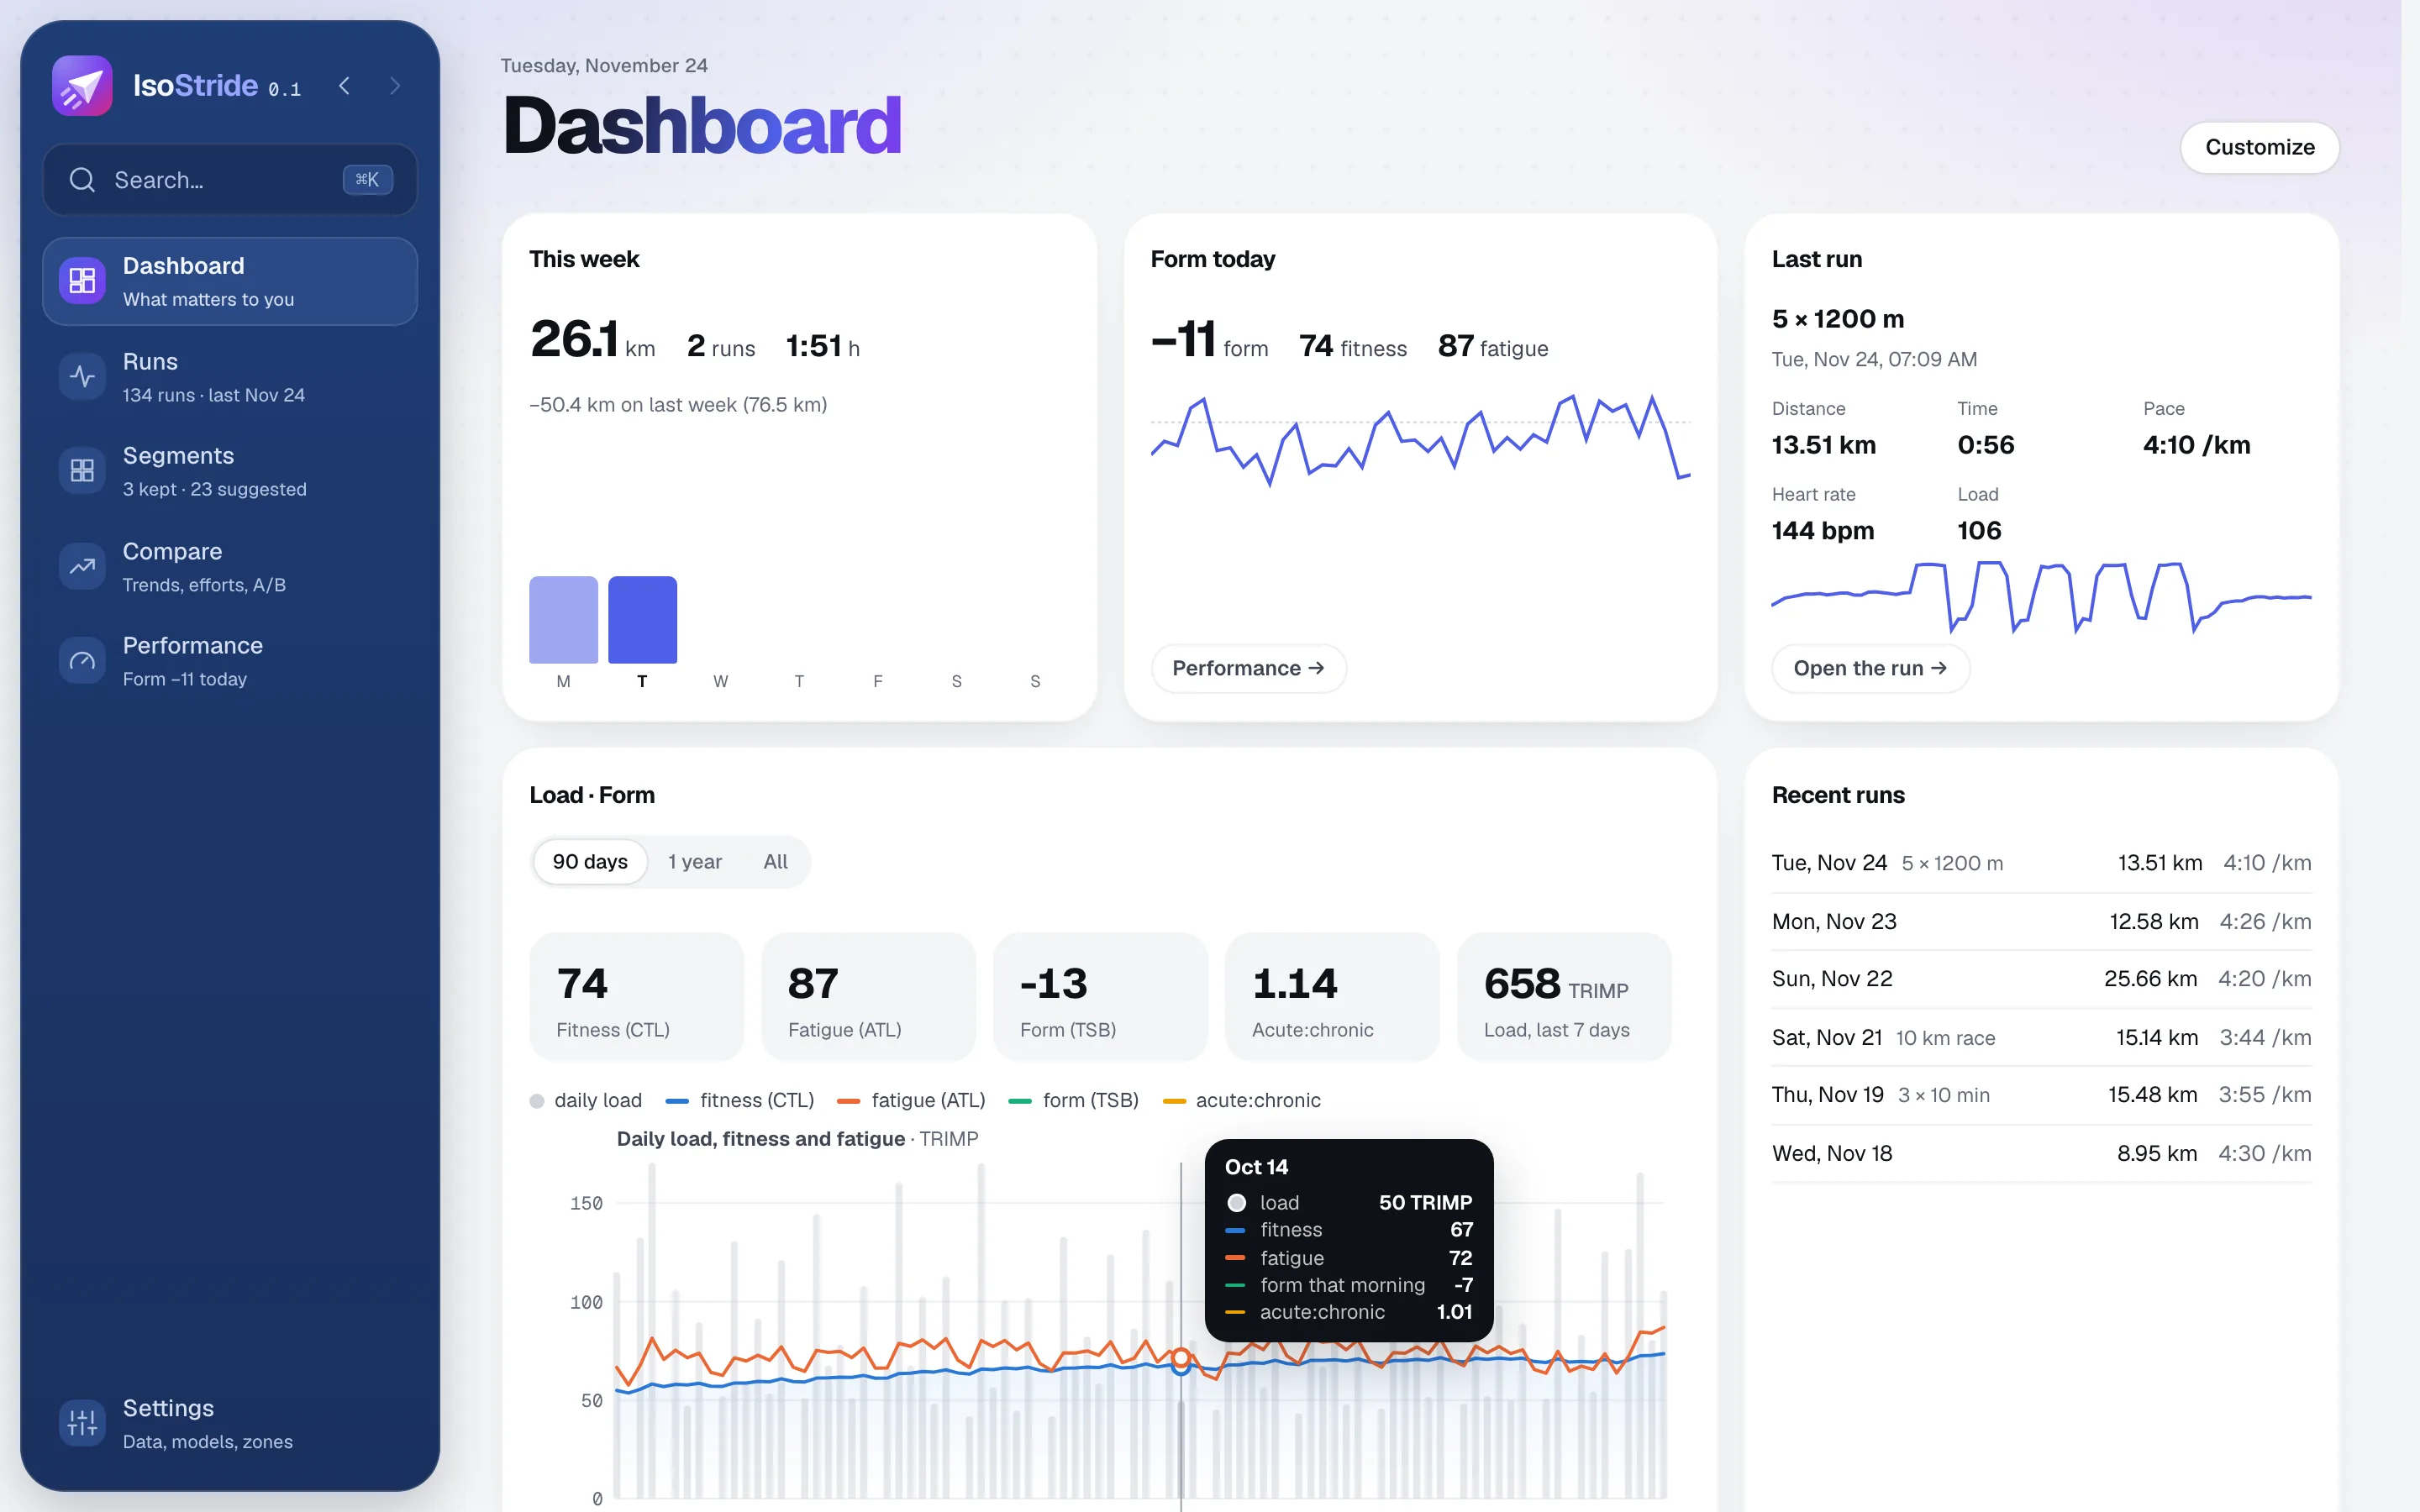 IsoStride 0.1
Search… ⌘K
Dashboard
What matters to you
Runs
134 runs · last Nov 24
Segments
3 kept · 23 suggested
Compare
Trends, efforts, A/B
Performance
Form −11 today
Settings
Data, models, zones
Tuesday, November 24
Dashboard
Customize
This week
26.1 km 2 runs 1:51 h
−50.4 km on last week (76.5 km)
M T W T F S S
Form today
−11 form 74 fitness 87 fatigue
Performance →
Last run
5 × 1200 m
Tue, Nov 24, 07:09 AM
Distance Time Pace
13.51 km 0:56 4:10 /km
Heart rate Load
144 bpm 106
Open the run →
Load · Form
90 days 1 year All
74 87 -13 1.14 658 TRIMP
Fitness (CTL) Fatigue (ATL) Form (TSB) Acute:chronic Load, last 7 days
daily load fitness (CTL) fatigue (ATL) form (TSB) acute:chronic
Daily load, fitness and fatigue · TRIMP
150
100
50
0
Oct 14
load 50 TRIMP
fitness 67
fatigue 72
form that morning -7
acute:chronic 1.01
Recent runs
Tue, Nov 24 5 × 1200 m 13.51 km 4:10 /km
Mon, Nov 23 12.58 km 4:26 /km
Sun, Nov 22 25.66 km 4:20 /km
Sat, Nov 21 10 km race 15.14 km 3:44 /km
Thu, Nov 19 3 × 10 min 15.48 km 3:55 /km
Wed, Nov 18 8.95 km 4:30 /km